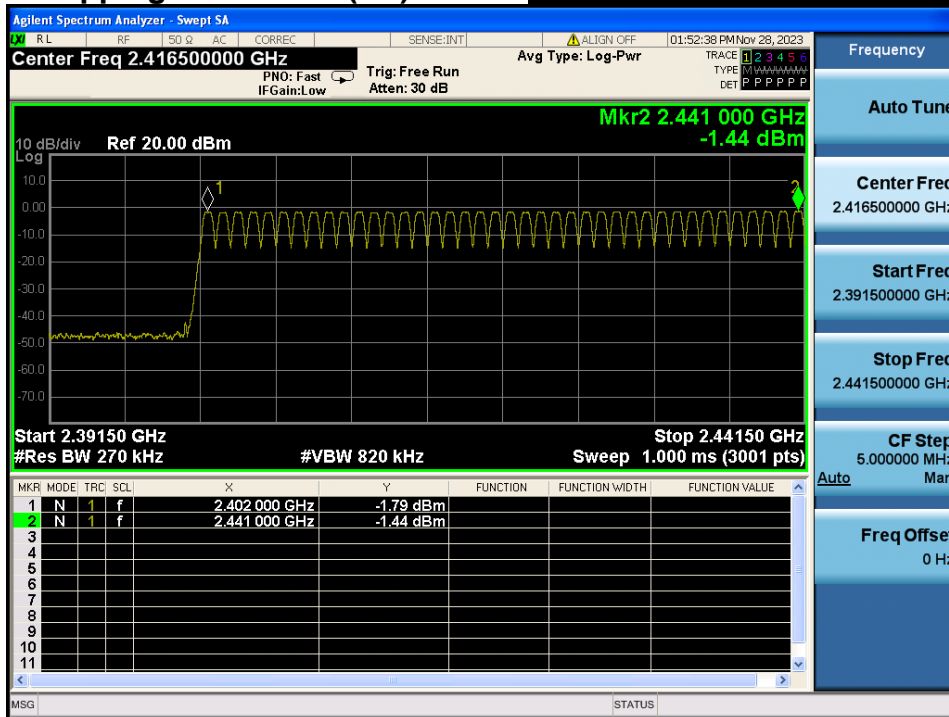 Agilent Spectrum Analyzer - Swept SA
LXI RL RF 50 Ω AC CORREC SENSE:INT ALIGN OFF 01:52:38 PM Nov 28, 2023
Center Freq 2.416500000 GHz
PNO: Fast
IFGain:Low
Trig: Free Run
Atten: 30 dB
Avg Type: Log-Pwr
TRACE 1 2 3 4 5 6
TYPE M W W W W W
DET P P P P P P
Mkr2 2.441 000 GHz
-1.44 dBm
10 dB/div Ref 20.00 dBm
Log
10.0
0.00
-10.0
-20.0
-30.0
-40.0
-50.0
-60.0
-70.0
1
2
Start 2.39150 GHz Stop 2.44150 GHz
#Res BW 270 kHz #VBW 820 kHz Sweep 1.000 ms (3001 pts)
MKR MODE TRC SCL X Y FUNCTION FUNCTION WIDTH FUNCTION VALUE
1 N 1 f 2.402 000 GHz -1.79 dBm
2 N 1 f 2.441 000 GHz -1.44 dBm
3
4
5
6
7
8
9
10
11
MSG STATUS
Frequency
Auto Tune
Center Freq
2.416500000 GHz
Start Freq
2.391500000 GHz
Stop Freq
2.441500000 GHz
CF Step
5.000000 MHz
Auto Man
Freq Offset
0 Hz